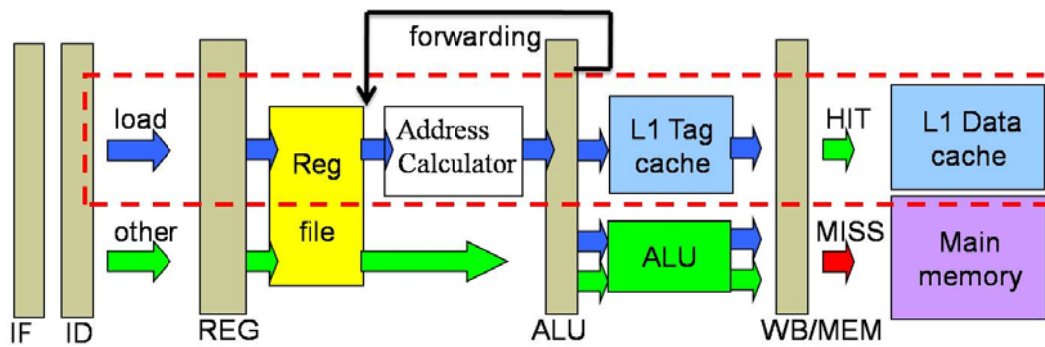 forwarding
load
Reg
file
Address
Calculator
L1 Tag
cache
HIT
L1 Data
cache
other
ALU
MISS
Main
memory
IF
ID
REG
ALU
WB/MEM